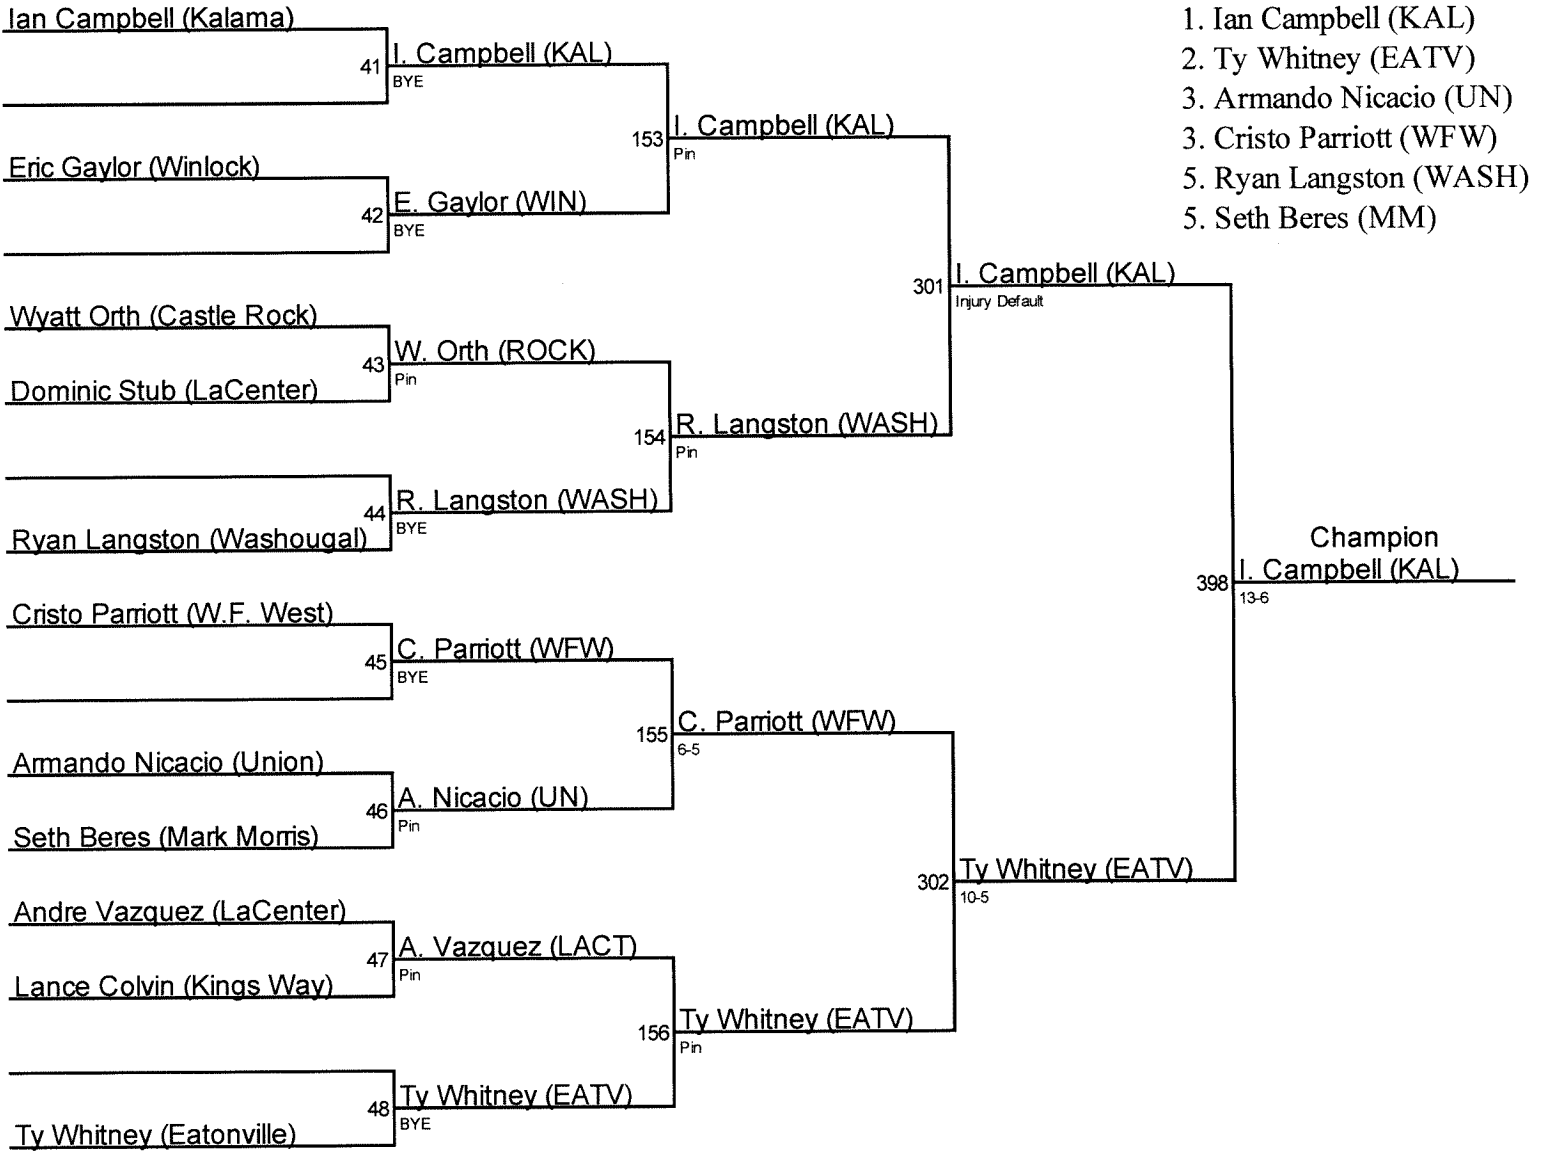 Ian Campbell (Kalama)
41
I. Campbell (KAL)
BYE
153
I. Campbell (KAL)
Pin
Eric Gaylor (Winlock)
42
E. Gaylor (WIN)
BYE
301
I. Campbell (KAL)
Injury Default
Wyatt Orth (Castle Rock)
43
W. Orth (ROCK)
Pin
Dominic Stub (LaCenter)
154
R. Langston (WASH)
Pin
44
R. Langston (WASH)
BYE
Ryan Langston (Washougal)
Champion
398
I. Campbell (KAL)
13-6
Cristo Parriott (W.F. West)
45
C. Parriott (WFW)
BYE
155
C. Parriott (WFW)
6-5
Armando Nicacio (Union)
46
A. Nicacio (UN)
Pin
Seth Beres (Mark Morris)
302
Ty Whitney (EATV)
10-5
Andre Vazquez (LaCenter)
47
A. Vazquez (LACT)
Pin
Lance Colvin (Kings Way)
156
Ty Whitney (EATV)
Pin
48
Ty Whitney (EATV)
BYE
Ty Whitney (Eatonville)
1. Ian Campbell (KAL)
2. Ty Whitney (EATV)
3. Armando Nicacio (UN)
3. Cristo Parriott (WFW)
5. Ryan Langston (WASH)
5. Seth Beres (MM)